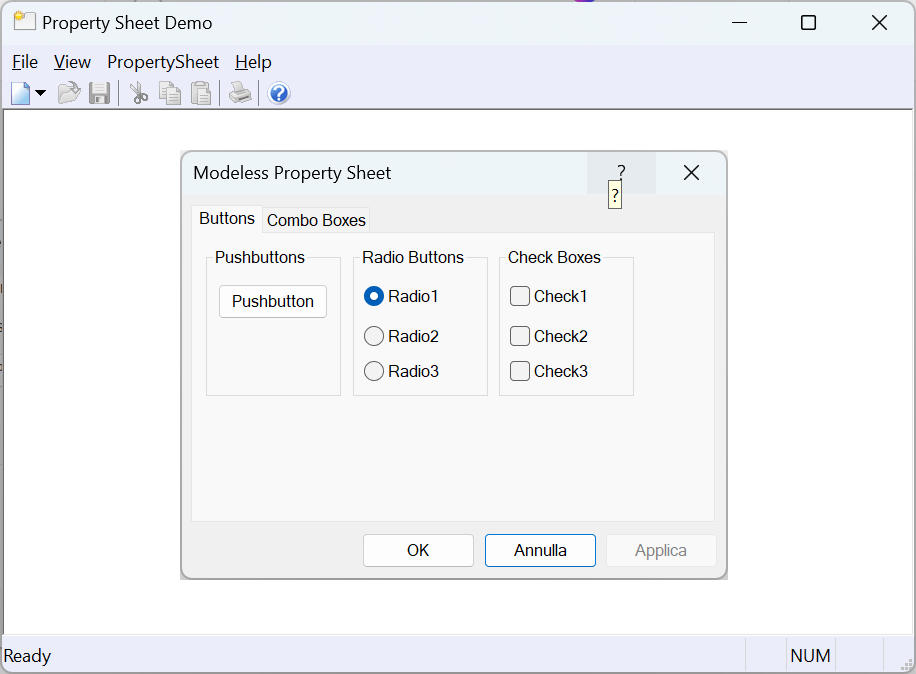 Property Sheet Demo
File View PropertySheet Help
Modeless Property Sheet ?
?
Buttons Combo Boxes
Pushbuttons Radio Buttons Check Boxes
Pushbutton Radio1 Check1
Radio2 Check2
Radio3 Check3
OK Annulla Applica
Ready NUM